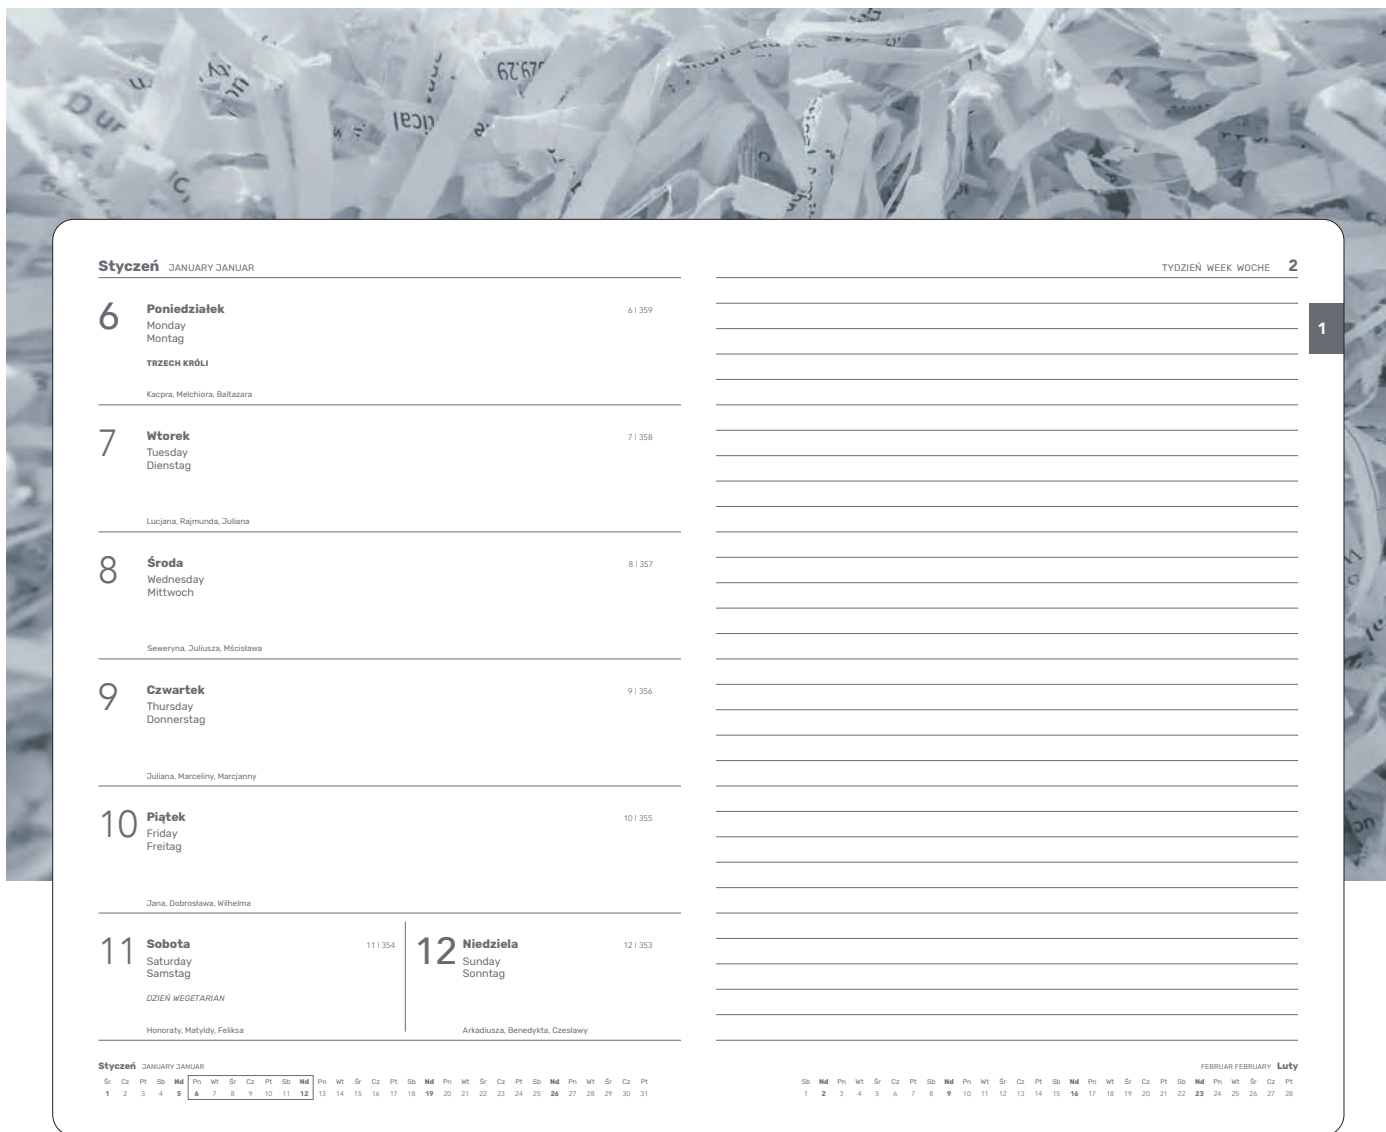 Styczeń JANUARY JANUAR
6 Poniedziałek 6 | 359
Monday
Montag
TRZECH KRÓLI
Kacpra, Melchiora, Baltazara
7 Wtorek 7 | 358
Tuesday
Dienstag
Lucjana, Rajmunda, Juliana
8 Środa 8 | 357
Wednesday
Mittwoch
Seweryna, Juliusza, Mścisława
9 Czwartek 9 | 356
Thursday
Donnerstag
Juliana, Marceliny, Marcjanny
10 Piątek 10 | 355
Friday
Freitag
Jana, Dobrosława, Wilhelma
11 Sobota 11 | 354
Saturday
Samstag
DZIEŃ WEGETARIAN
Honoraty, Matyldy, Feliksa
12 Niedziela 12 | 353
Sunday
Sonntag
Arkadiusza, Benedykta, Czesławy
Styczeń JANUARY JANUAR
Śr Cz Pt Sb Nd Pn Wt Śr Cz Pt Sb Nd Pn Wt Śr Cz Pt Sb Nd Pn Wt Śr Cz Pt Sb Nd Pn Wt Śr Cz Pt
1 2 3 4 5 6 7 8 9 10 11 12 13 14 15 16 17 18 19 20 21 22 23 24 25 26 27 28 29 30 31
TYDZIEŃ WEEK WOCHE 2
1
FEBRUAR FEBRUARY Luty
Sb Nd Pn Wt Śr Cz Pt Sb Nd Pn Wt Śr Cz Pt Sb Nd Pn Wt Śr Cz Pt Sb Nd Pn Wt Śr Cz Pt
1 2 3 4 5 6 7 8 9 10 11 12 13 14 15 16 17 18 19 20 21 22 23 24 25 26 27 28